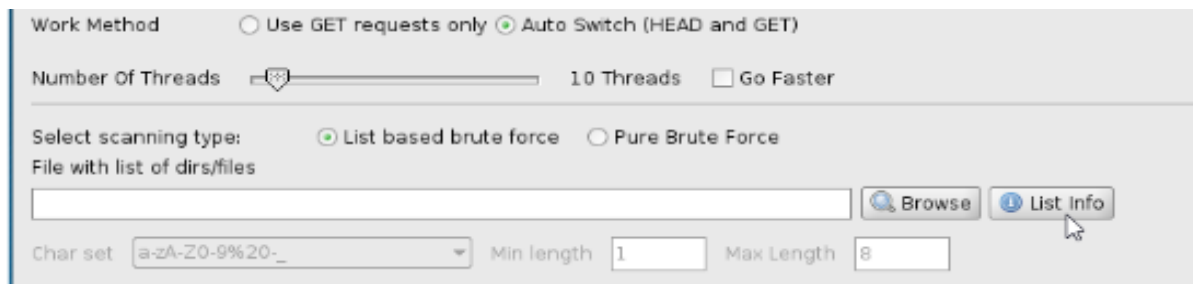 Work Method Use GET requests only Auto Switch (HEAD and GET)
Number Of Threads 10 Threads Go Faster
Select scanning type: List based brute force Pure Brute Force
File with list of dirs/files
Browse List Info
Char set a-zA-Z0-9%20-_ Min length 1 Max Length 8